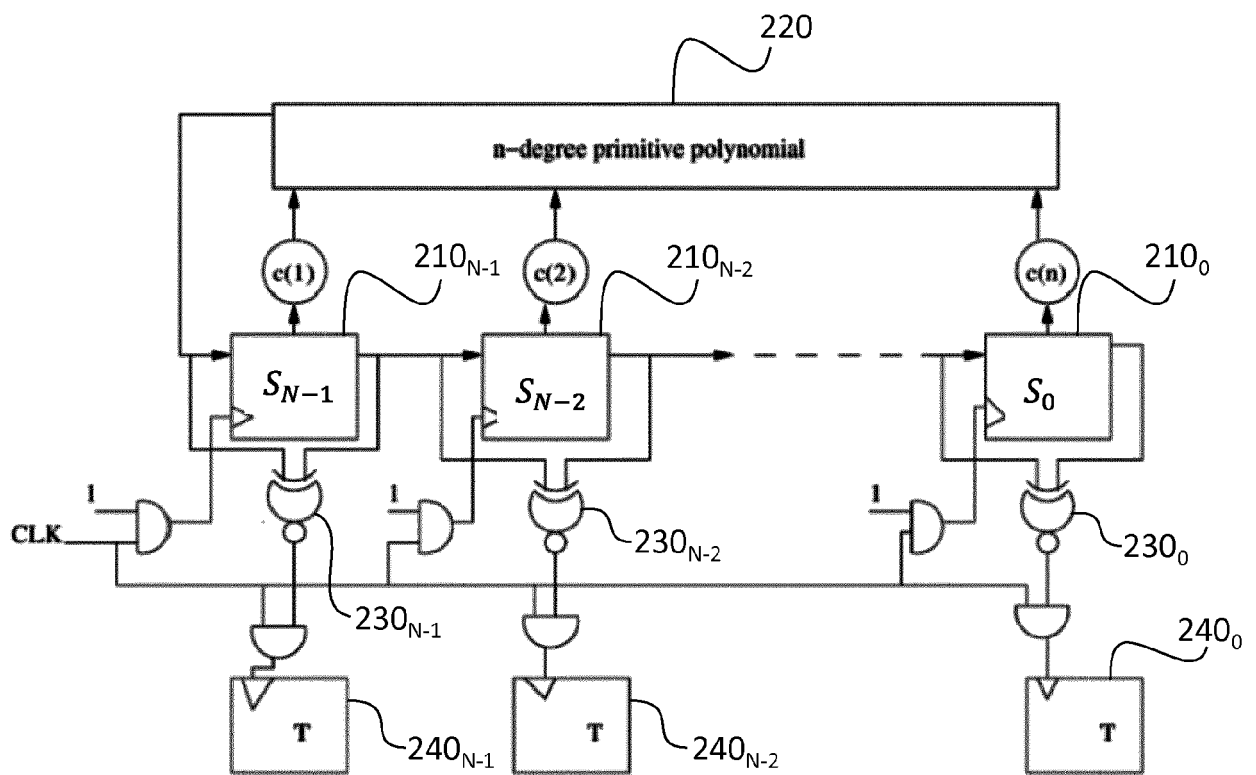 220
n-degree primitive polynomial
c(1) 210N-1 c(2) 210N-2 c(n) 210₀
SN-1 SN-2 S₀
1 1 1
CLK 230N-2 230₀
230N-1
240₀
T 240N-1 T 240N-2 T